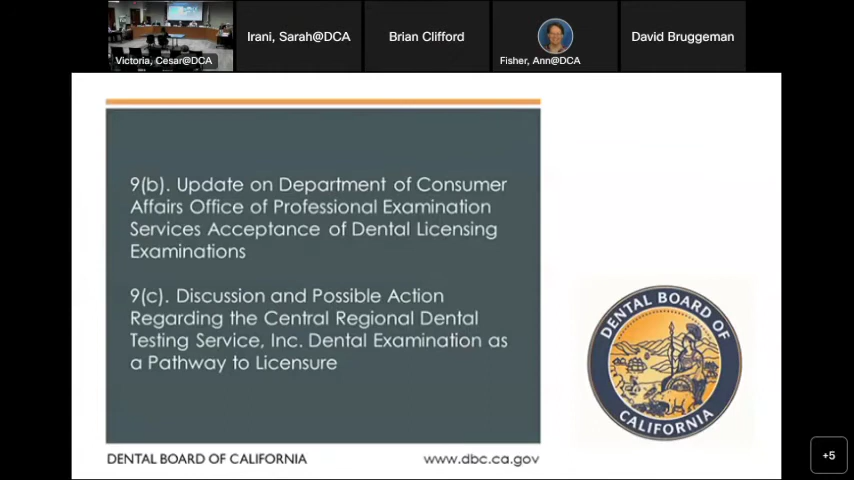 Victoria, Cesar@DCA
Irani, Sarah@DCA
Brian Clifford
Fisher, Ann@DCA
David Bruggeman
9(b). Update on Department of Consumer
Affairs Office of Professional Examination
Services Acceptance of Dental Licensing
Examinations
9(c). Discussion and Possible Action
Regarding the Central Regional Dental
Testing Service, Inc. Dental Examination as
a Pathway to Licensure
DENTAL BOARD OF
CALIFORNIA
DENTAL BOARD OF CALIFORNIA
www.dbc.ca.gov
+5